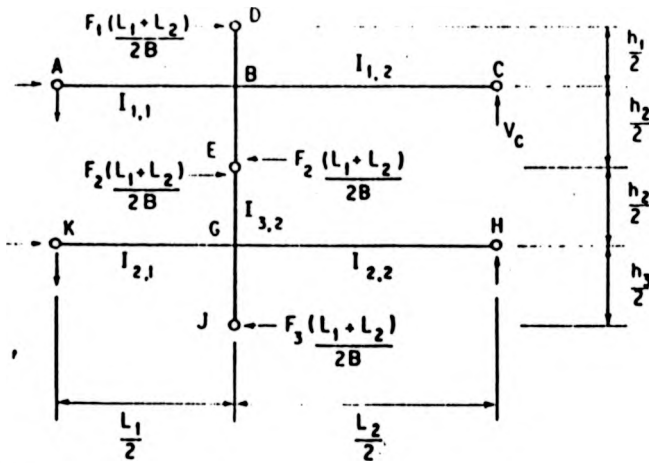 D
F₁(L₁+L₂)
2B
h₁
2
A
B
I₁,₂
C
I₁,₁
V_C
h₂
2
E
F₂(L₁+L₂)
2B
F₂(L₁+L₂)
2B
h₂
2
I₃,₂
K
G
H
I₂,₁
I₂,₂
h₃
2
J
F₃(L₁+L₂)
2B
L₁
2
L₂
2